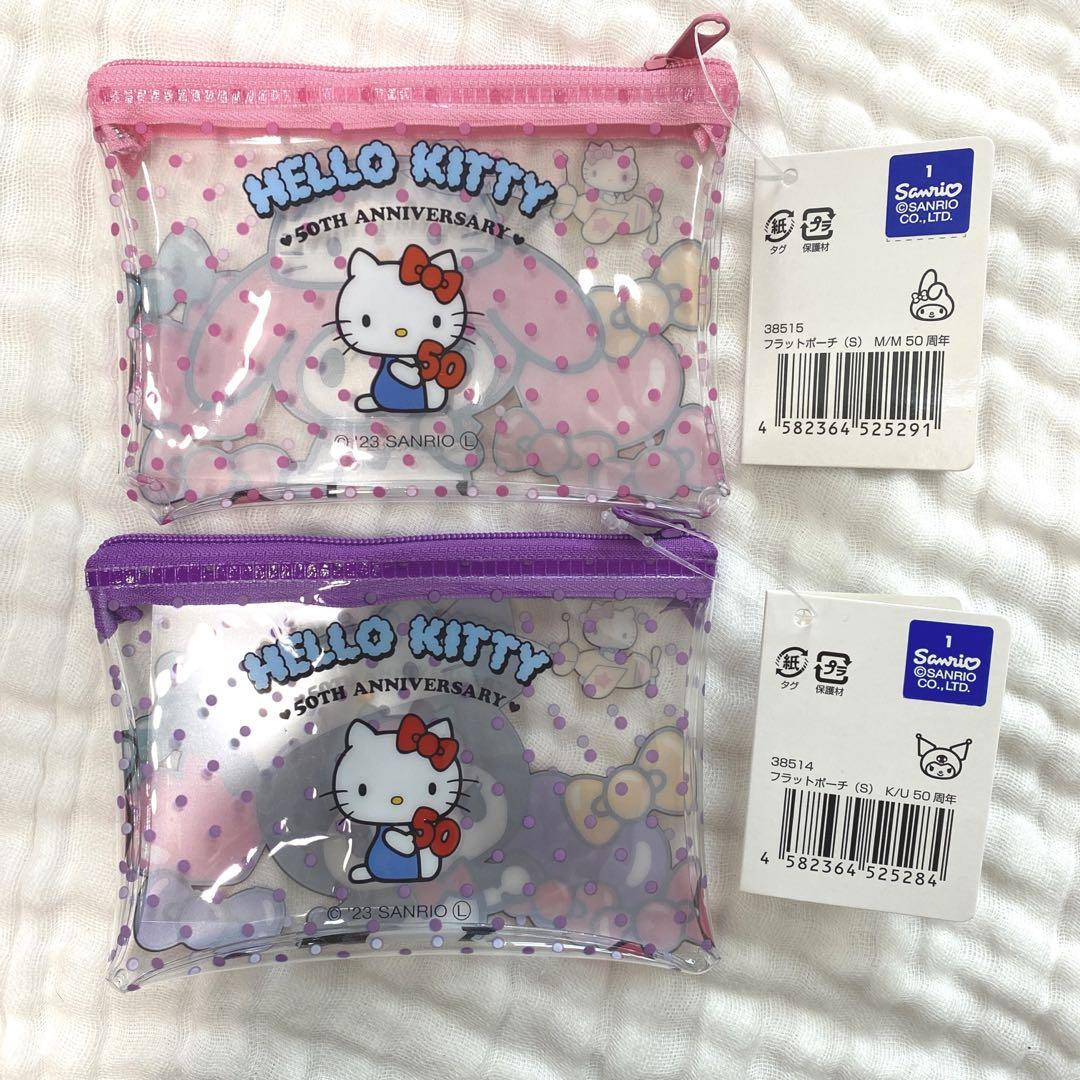 HELLO KITTY
♥50TH ANNIVERSARY♥
50
© '23 SANRIO Ⓛ
1
Sanrio
©SANRIO
CO., LTD.
紙
タグ
プラ
保護材
38515
フラットポーチ（S） M/M 50周年
4 582364 525291
HELLO KITTY
♥50TH ANNIVERSARY♥
50
© '23 SANRIO Ⓛ
1
Sanrio
©SANRIO
CO., LTD.
紙
タグ
プラ
保護材
38514
フラットポーチ（S） K/U 50周年
4 582364 525284